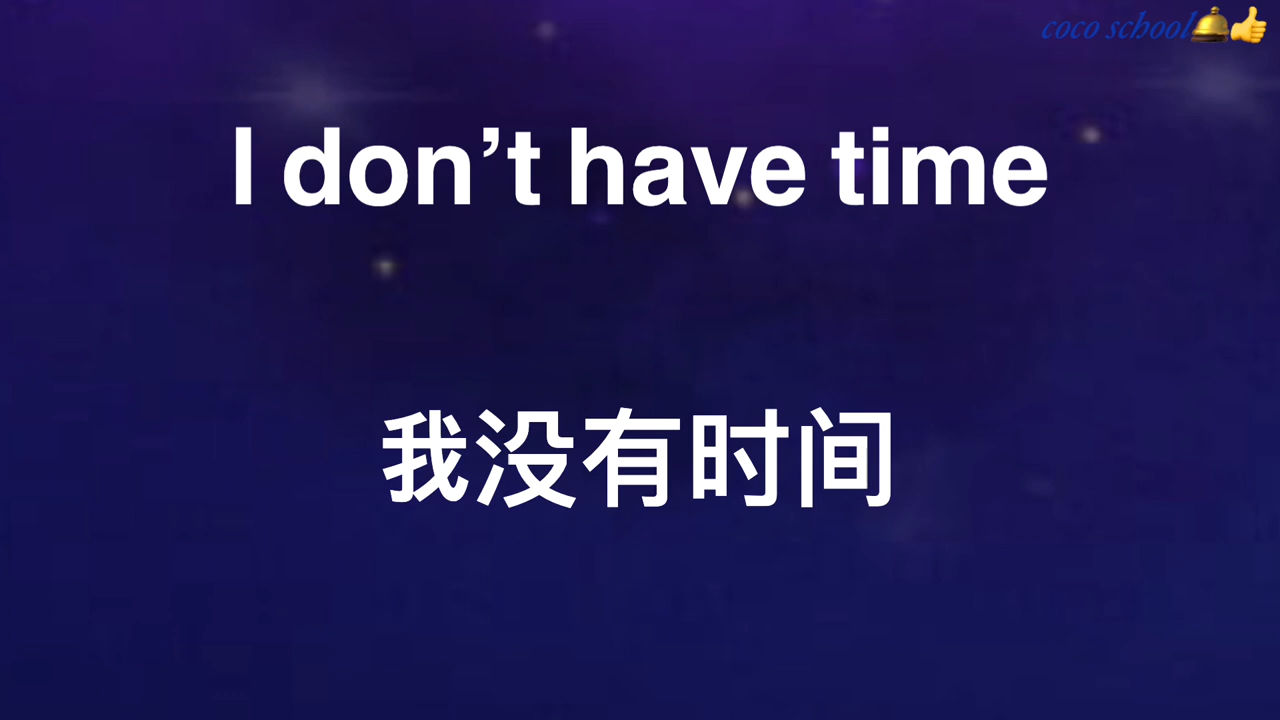 coco school🛎👍
I don’t have time
我没有时间